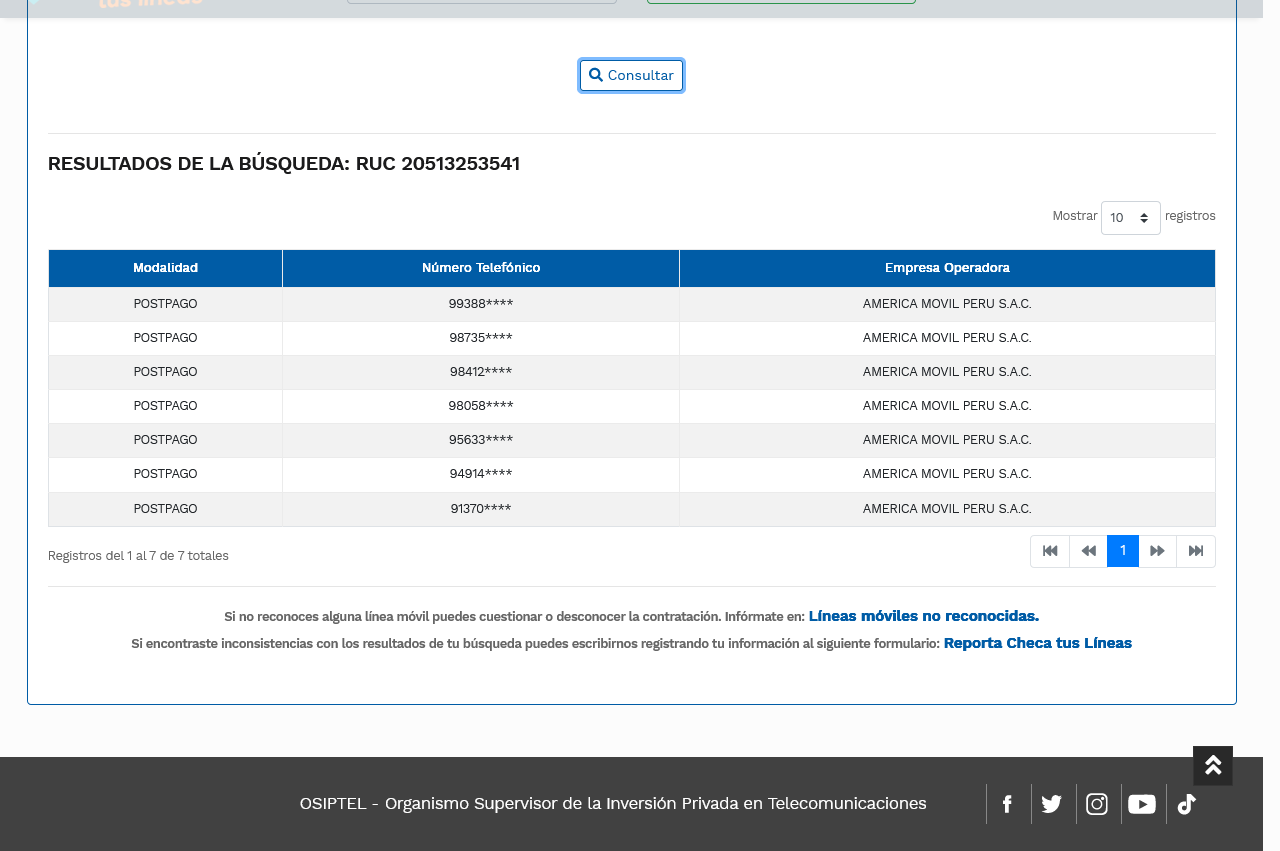 tus líneas
Consultar
RESULTADOS DE LA BÚSQUEDA: RUC 20513253541
Mostrar 10 registros
Modalidad Número Telefónico Empresa Operadora
POSTPAGO 99388**** AMERICA MOVIL PERU S.A.C.
POSTPAGO 98735**** AMERICA MOVIL PERU S.A.C.
POSTPAGO 98412**** AMERICA MOVIL PERU S.A.C.
POSTPAGO 98058**** AMERICA MOVIL PERU S.A.C.
POSTPAGO 95633**** AMERICA MOVIL PERU S.A.C.
POSTPAGO 94914**** AMERICA MOVIL PERU S.A.C.
POSTPAGO 91370**** AMERICA MOVIL PERU S.A.C.
Registros del 1 al 7 de 7 totales 1
Si no reconoces alguna línea móvil puedes cuestionar o desconocer la contratación. Infórmate en: Líneas móviles no reconocidas.
Si encontraste inconsistencias con los resultados de tu búsqueda puedes escribirnos registrando tu información al siguiente formulario: Reporta Checa tus Líneas
OSIPTEL - Organismo Supervisor de la Inversión Privada en Telecomunicaciones